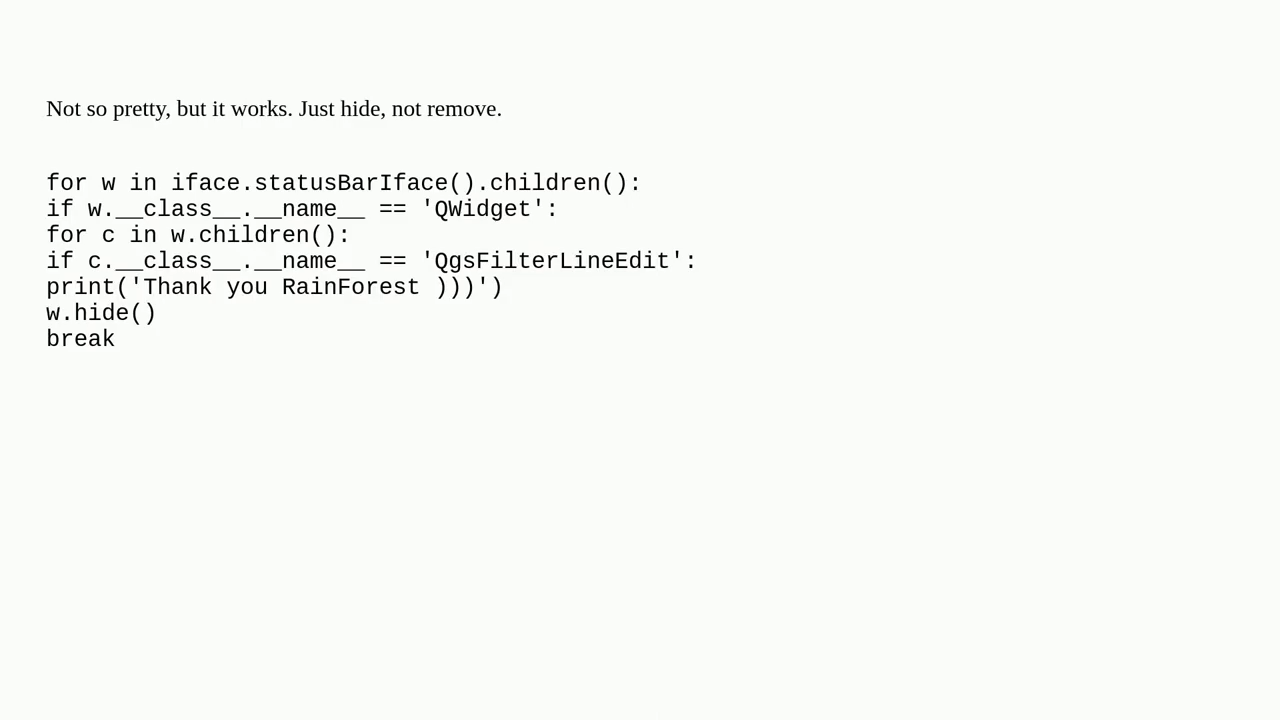 Not so pretty, but it works. Just hide, not remove.
for w in iface.statusBarIface().children():
if w.__class__.__name__ == 'QWidget':
for c in w.children():
if c.__class__.__name__ == 'QgsFilterLineEdit':
print('Thank you RainForest )))')
w.hide()
break